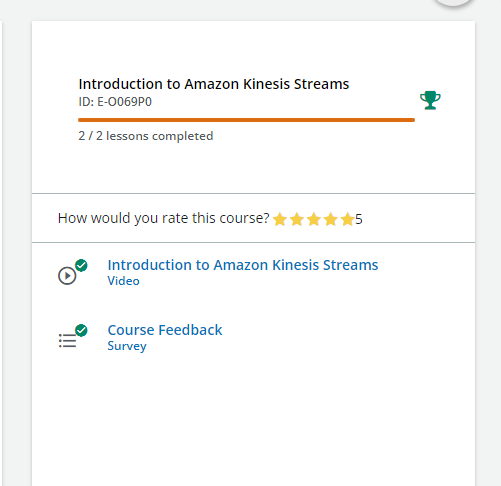 Introduction to Amazon Kinesis Streams
ID: E-O069P0
2 / 2 lessons completed
How would you rate this course? 5
Introduction to Amazon Kinesis Streams
Video
Course Feedback
Survey